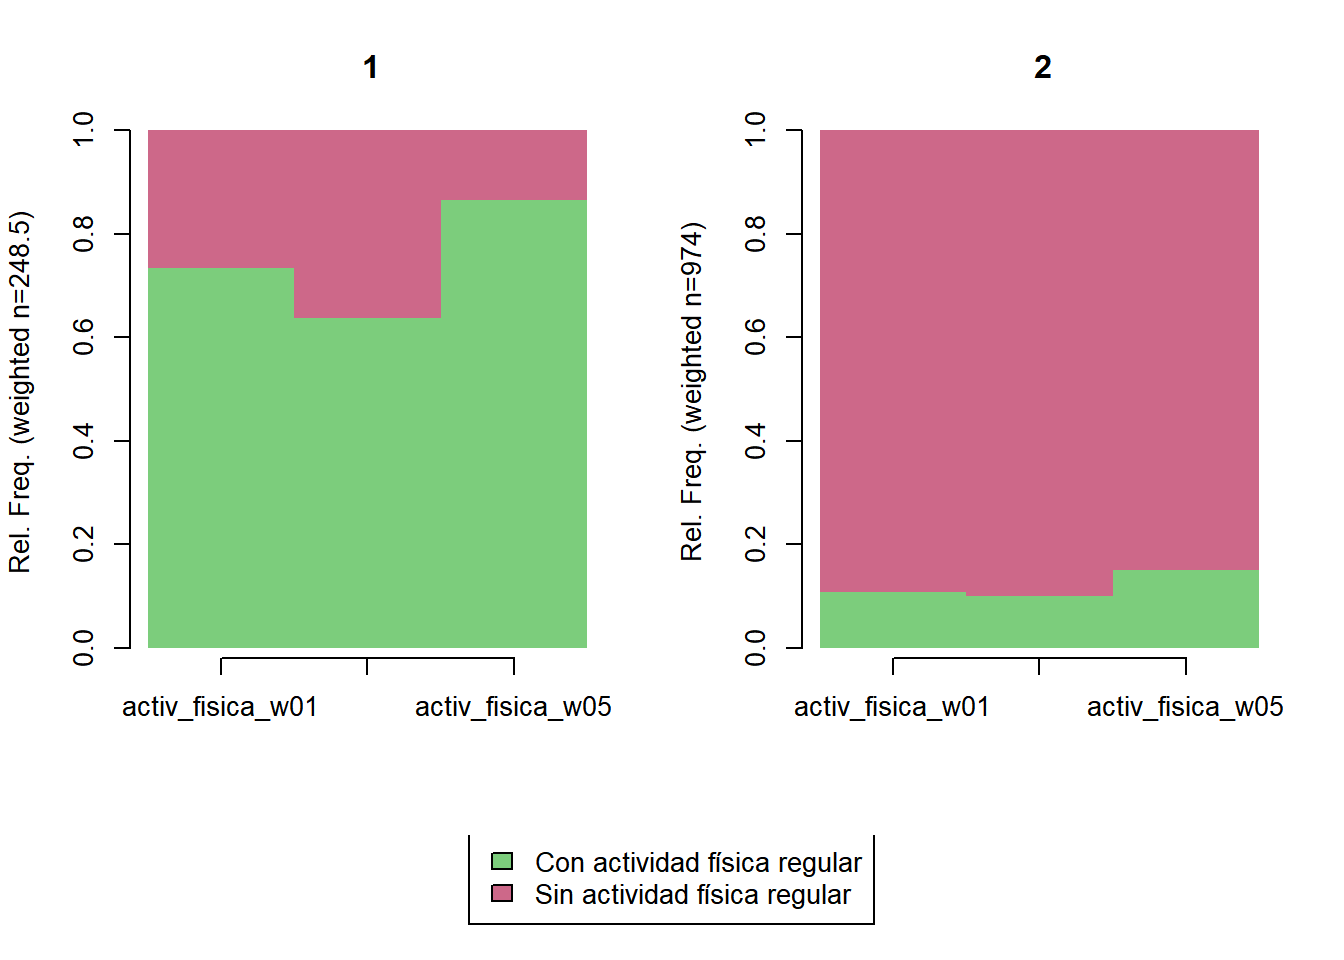 1
Rel. Freq. (weighted n=248.5)
0.0 0.2 0.4 0.6 0.8 1.0
activ_fisica_w01 activ_fisica_w05
2
Rel. Freq. (weighted n=974)
0.0 0.2 0.4 0.6 0.8 1.0
activ_fisica_w01 activ_fisica_w05
Con actividad física regular
Sin actividad física regular